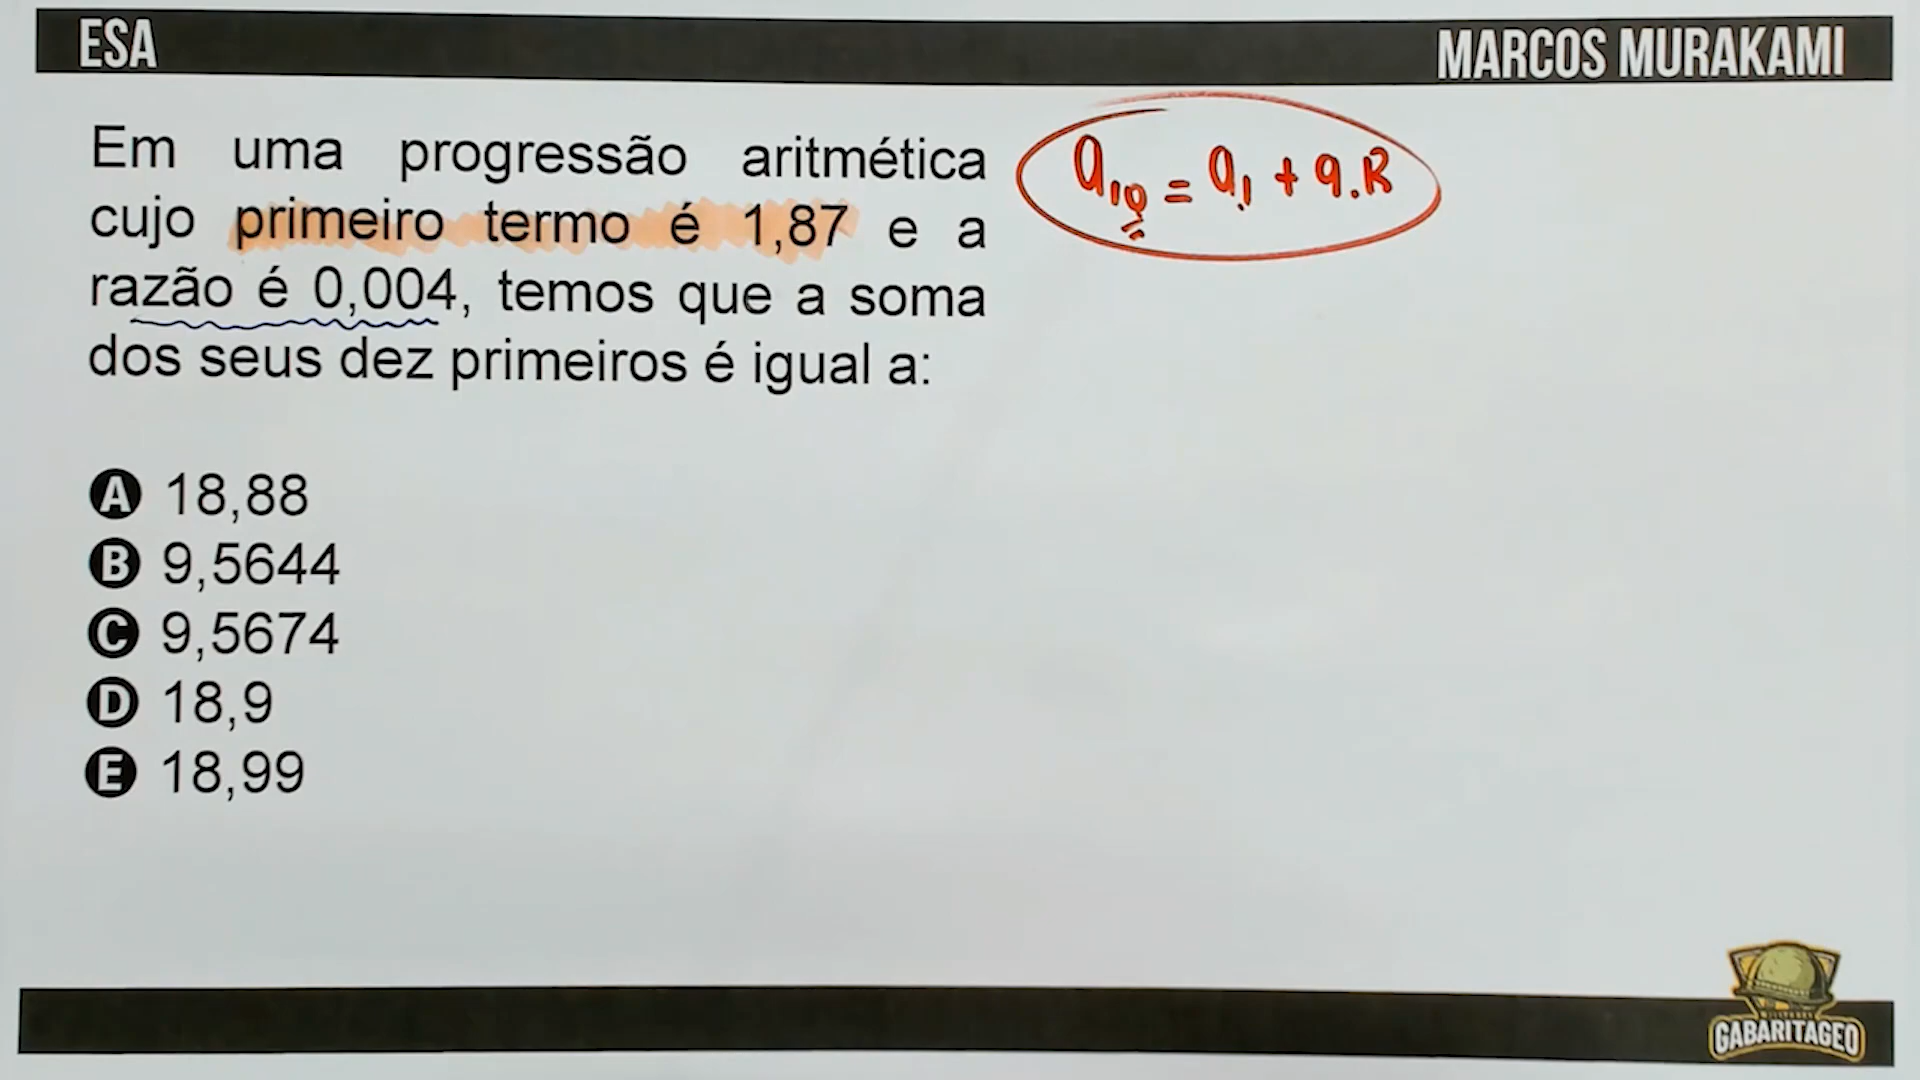 ESA
MARCOS MURAKAMI
Em uma progressão aritmética
cujo primeiro termo é 1,87 e a
razão é 0,004, temos que a soma
dos seus dez primeiros é igual a:
a₁₀ = a₁ + 9.R
A 18,88
B 9,5644
C 9,5674
D 18,9
E 18,99
GABARITAGEO